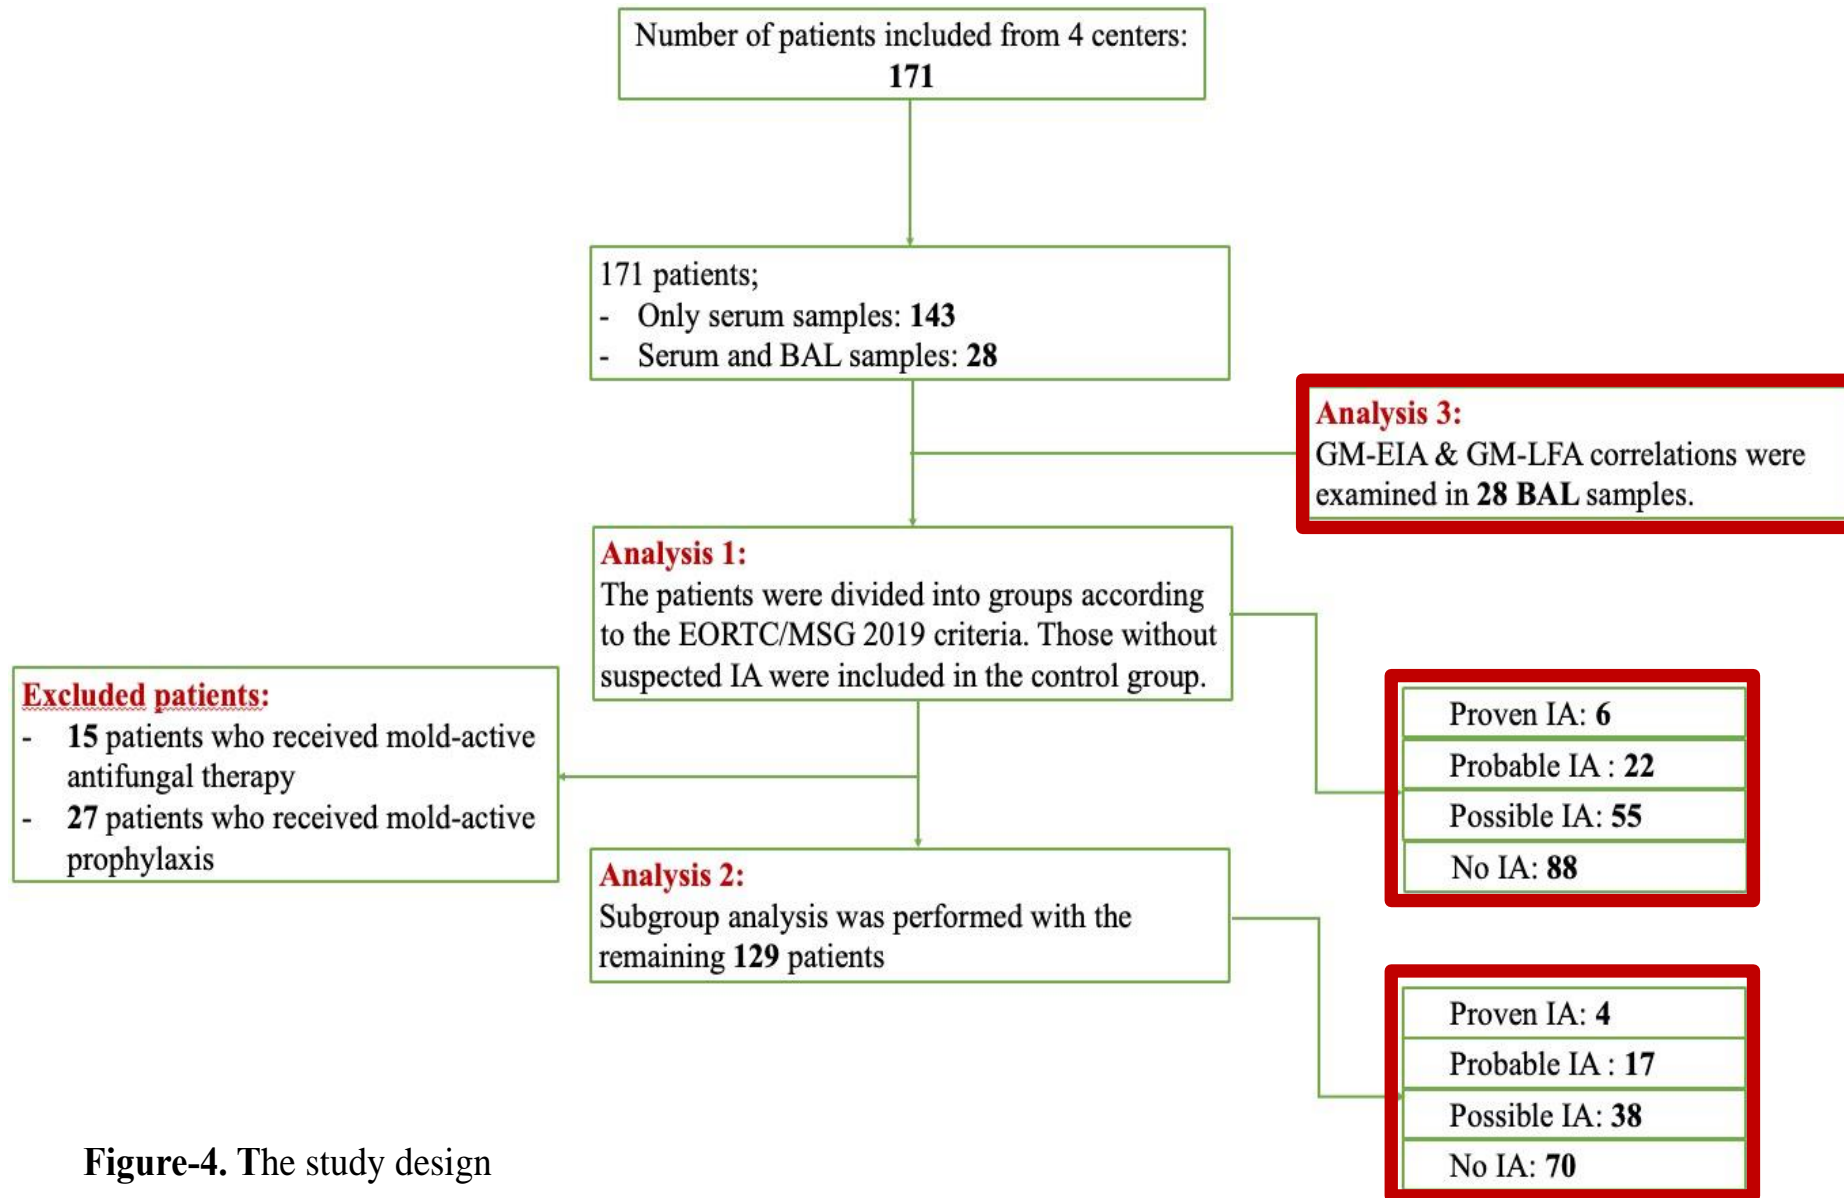 Number of patients included from 4 centers:
171
171 patients;
- Only serum samples: 143
- Serum and BAL samples: 28
Analysis 3:
GM-EIA & GM-LFA correlations were
examined in 28 BAL samples.
Analysis 1:
The patients were divided into groups according
to the EORTC/MSG 2019 criteria. Those without
suspected IA were included in the control group.
Proven IA: 6
Probable IA : 22
Possible IA: 55
No IA: 88
Excluded patients:
- 15 patients who received mold-active
antifungal therapy
- 27 patients who received mold-active
prophylaxis
Analysis 2:
Subgroup analysis was performed with the
remaining 129 patients
Proven IA: 4
Probable IA : 17
Possible IA: 38
No IA: 70
Figure-4. The study design